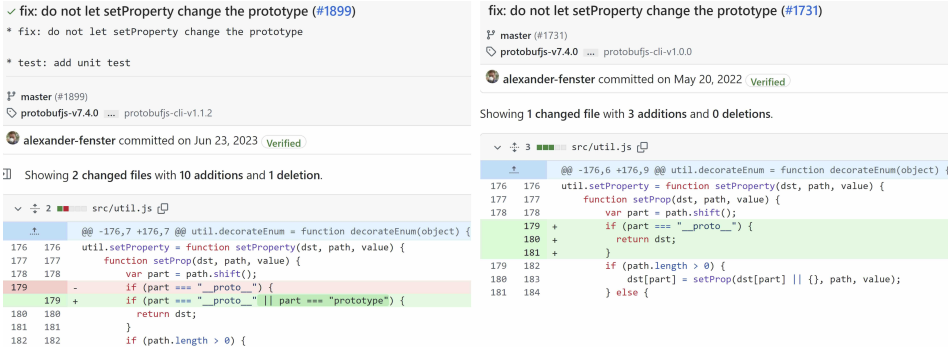 fix: do not let setProperty change the prototype (#1899)
* fix: do not let setProperty change the prototype
* test: add unit test
master (#1899)
protobufjs-v7.4.0 ... protobufjs-cli-v1.1.2
alexander-fenster committed on Jun 23, 2023 Verified
Showing 2 changed files with 10 additions and 1 deletion.
2 src/util.js
@@ -176,7 +176,7 @@ util.decorateEnum = function decorateEnum(object) {
176 176 util.setProperty = function setProperty(dst, path, value) {
177 177 function setProp(dst, path, value) {
178 178 var part = path.shift();
179 - if (part === "__proto__") {
179 + if (part === "__proto__" || part === "prototype") {
180 180 return dst;
181 181 }
182 182 if (path.length > 0) {
fix: do not let setProperty change the prototype (#1731)
master (#1731)
protobufjs-v7.4.0 ... protobufjs-cli-v1.0.0
alexander-fenster committed on May 20, 2022 Verified
Showing 1 changed file with 3 additions and 0 deletions.
3 src/util.js
@@ -176,6 +176,9 @@ util.decorateEnum = function decorateEnum(object) {
176 176 util.setProperty = function setProperty(dst, path, value) {
177 177 function setProp(dst, path, value) {
178 178 var part = path.shift();
179 + if (part === "__proto__") {
180 + return dst;
181 + }
179 182 if (path.length > 0) {
180 183 dst[part] = setProp(dst[part] || {}, path, value);
181 184 } else {